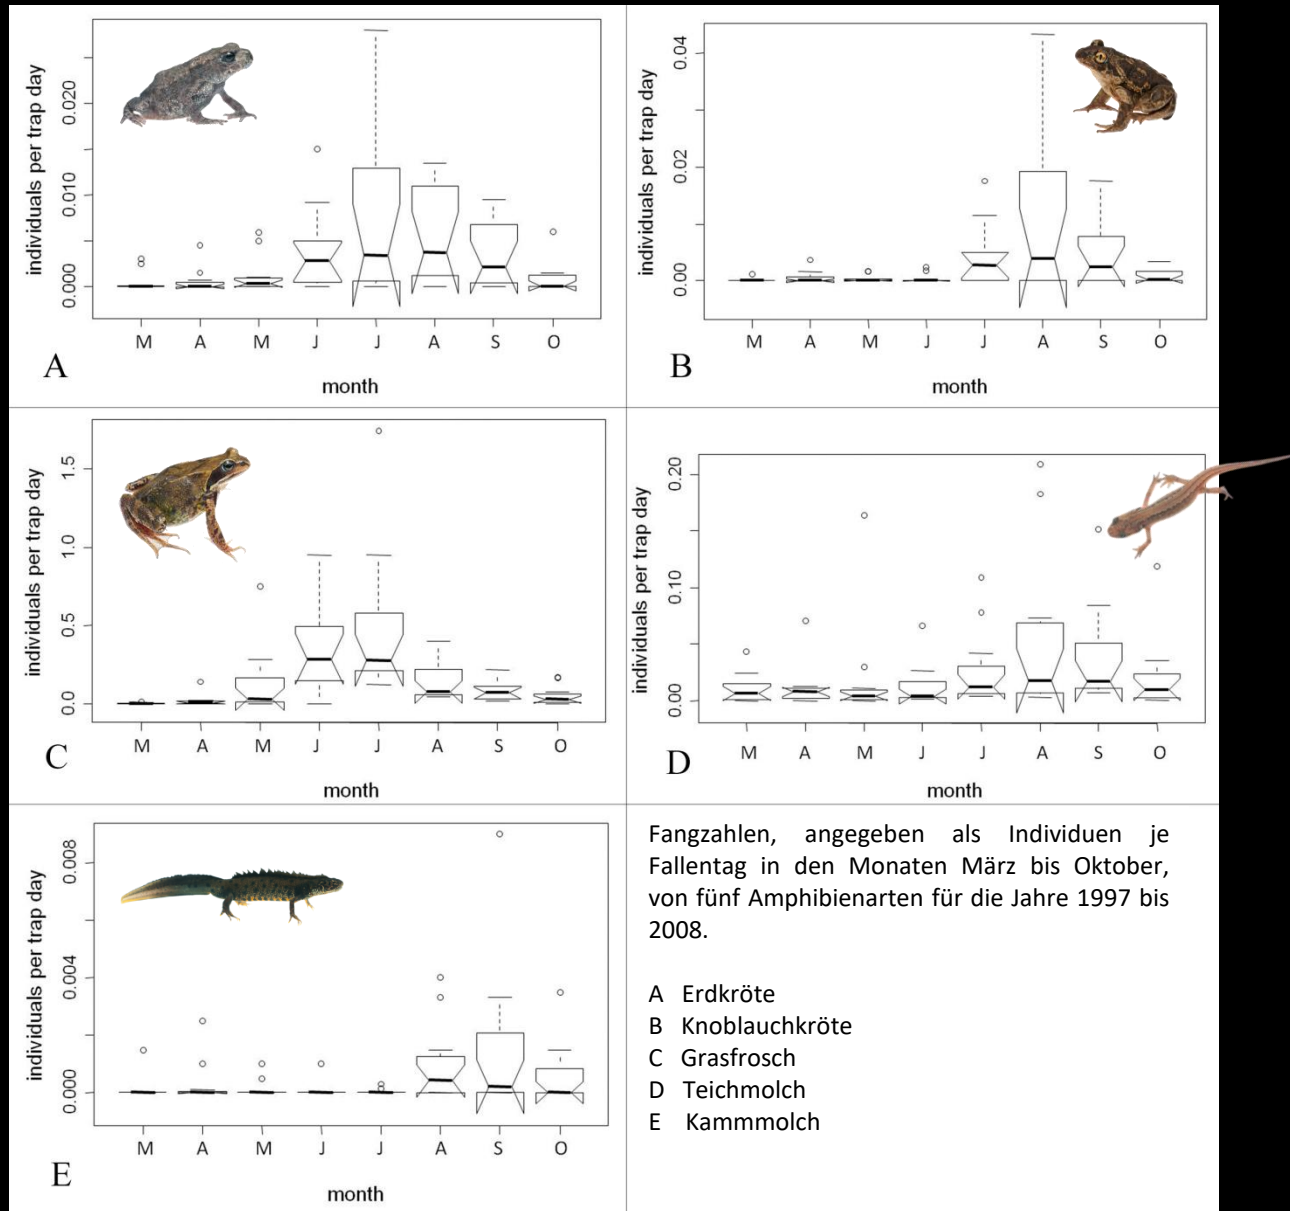 individuals per trap day
0.020
0.010
0.000
M A M J J A S O
A
month
individuals per trap day
0.04
0.02
0.00
M A M J J A S O
B
month
individuals per trap day
1.5
1.0
0.5
0.0
M A M J J A S O
C
month
individuals per trap day
0.20
0.10
0.00
M A M J J A S O
D
month
individuals per trap day
0.008
0.004
0.000
M A M J J A S O
E
month
Fangzahlen, angegeben als Individuen je
Fallentag in den Monaten März bis Oktober,
von fünf Amphibienarten für die Jahre 1997 bis
2008.
A Erdkröte
B Knoblauchkröte
C Grasfrosch
D Teichmolch
E Kammmolch